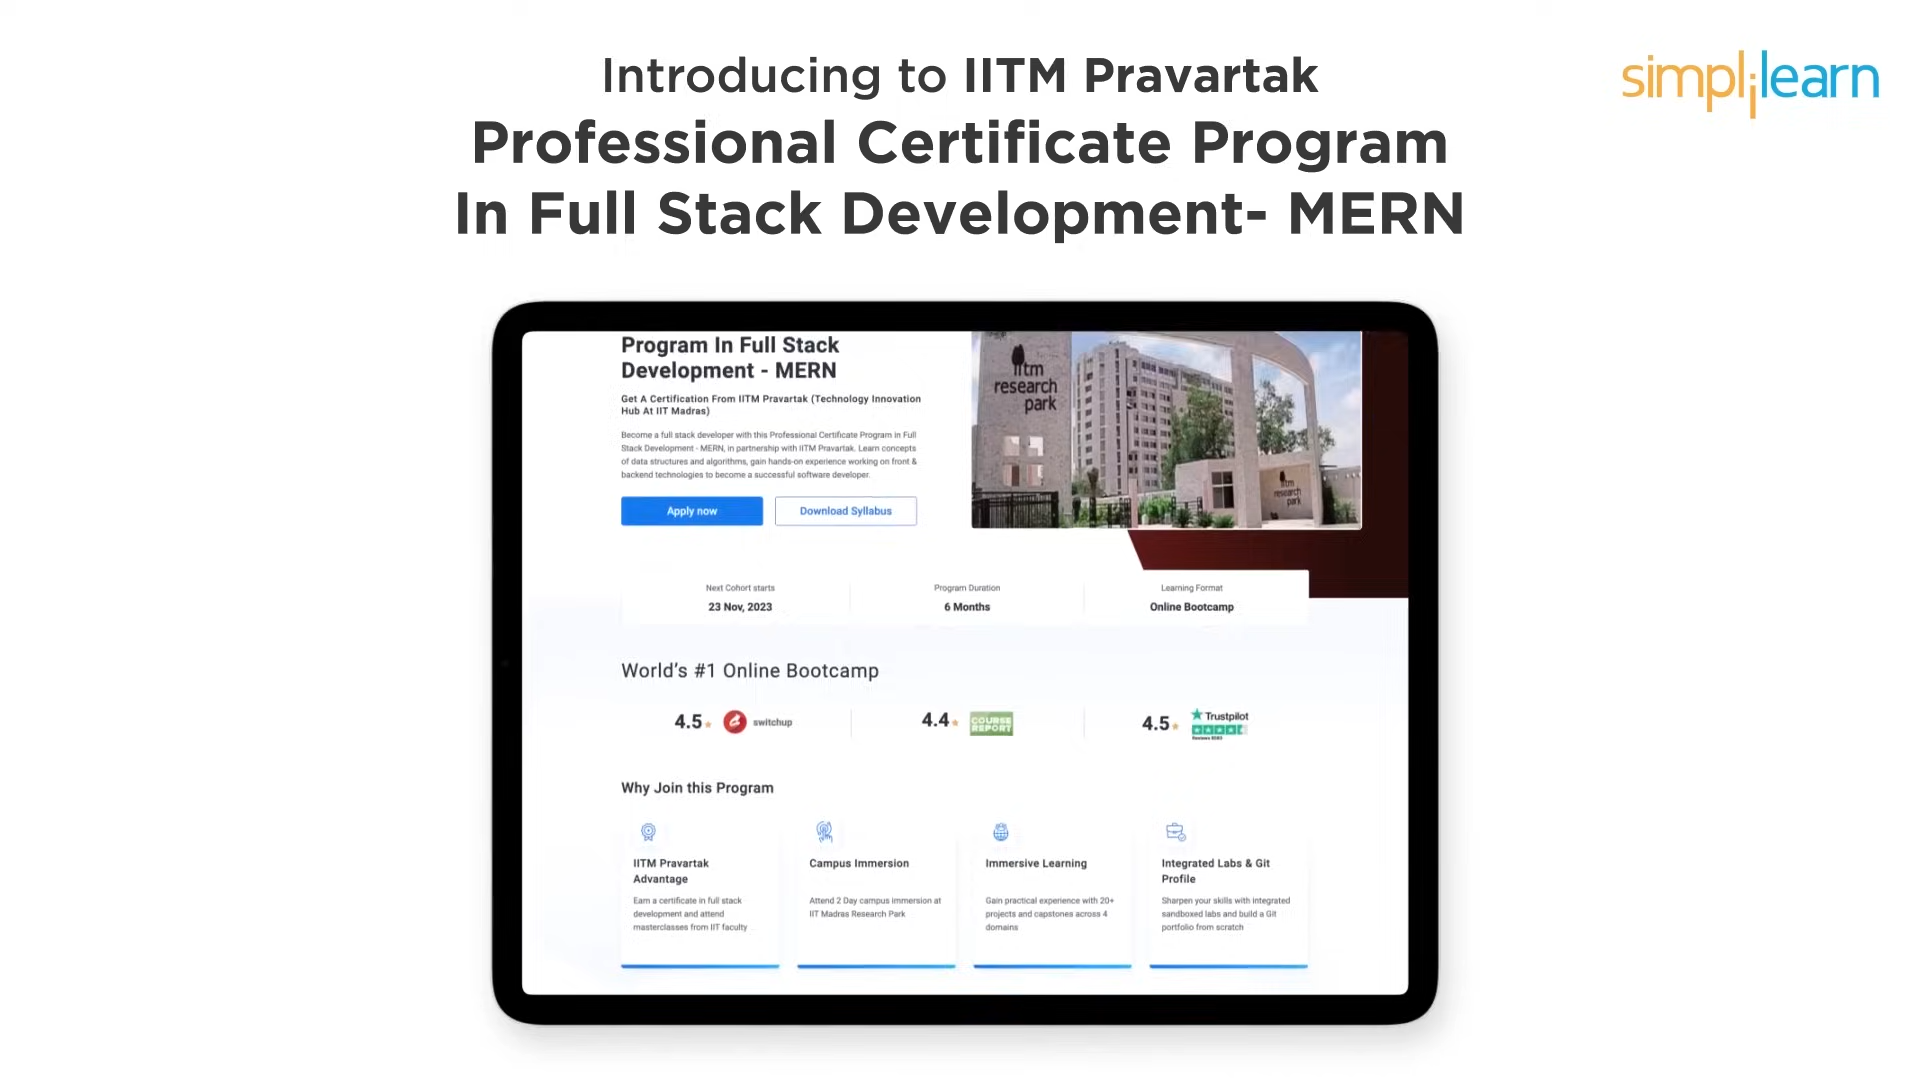 Introducing to IITM Pravartak
Professional Certificate Program
In Full Stack Development- MERN
simplilearn
Program In Full Stack
Development - MERN
Get A Certification From IITM Pravartak (Technology Innovation
Hub At IIT Madras)
Become a full stack developer with this Professional Certificate Program in Full
Stack Development - MERN, in partnership with IITM Pravartak. Learn concepts
of data structures and algorithms, gain hands-on experience working on front &
backend technologies to become a successful software developer.
Apply now
Download Syllabus
iitm
research
park
iitm
research
park
Next Cohort starts
23 Nov, 2023
Program Duration
6 Months
Learning Format
Online Bootcamp
World's #1 Online Bootcamp
4.5
switchup
4.4
COURSE
REPORT
4.5
Trustpilot
Why Join this Program
IITM Pravartak
Advantage
Earn a certificate in full stack
development and attend
masterclasses from IIT faculty
Campus Immersion
Attend 2 Day campus immersion at
IIT Madras Research Park
Immersive Learning
Gain practical experience with 20+
projects and capstones across 4
domains
Integrated Labs & Git
Profile
Sharpen your skills with integrated
sandboxed labs and build a Git
portfolio from scratch